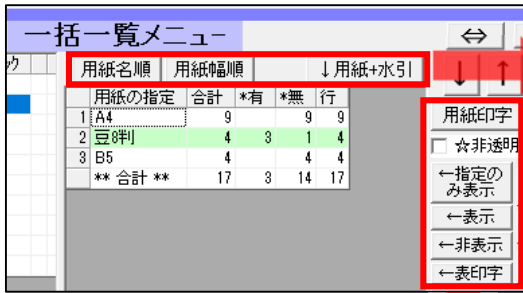 一括一覧メニュー
⇔
ク
用紙名順 用紙幅順 ↓用紙+水引 ↓ ↑
用紙の指定 合計 *有 *無 行
1 A4 9 9 9
2 豆8判 4 3 1 4
3 B5 4 4 4
** 合計 ** 17 3 14 17
用紙印字
☆非透明
←指定の
み表示
←表示
←非表示
←表印字